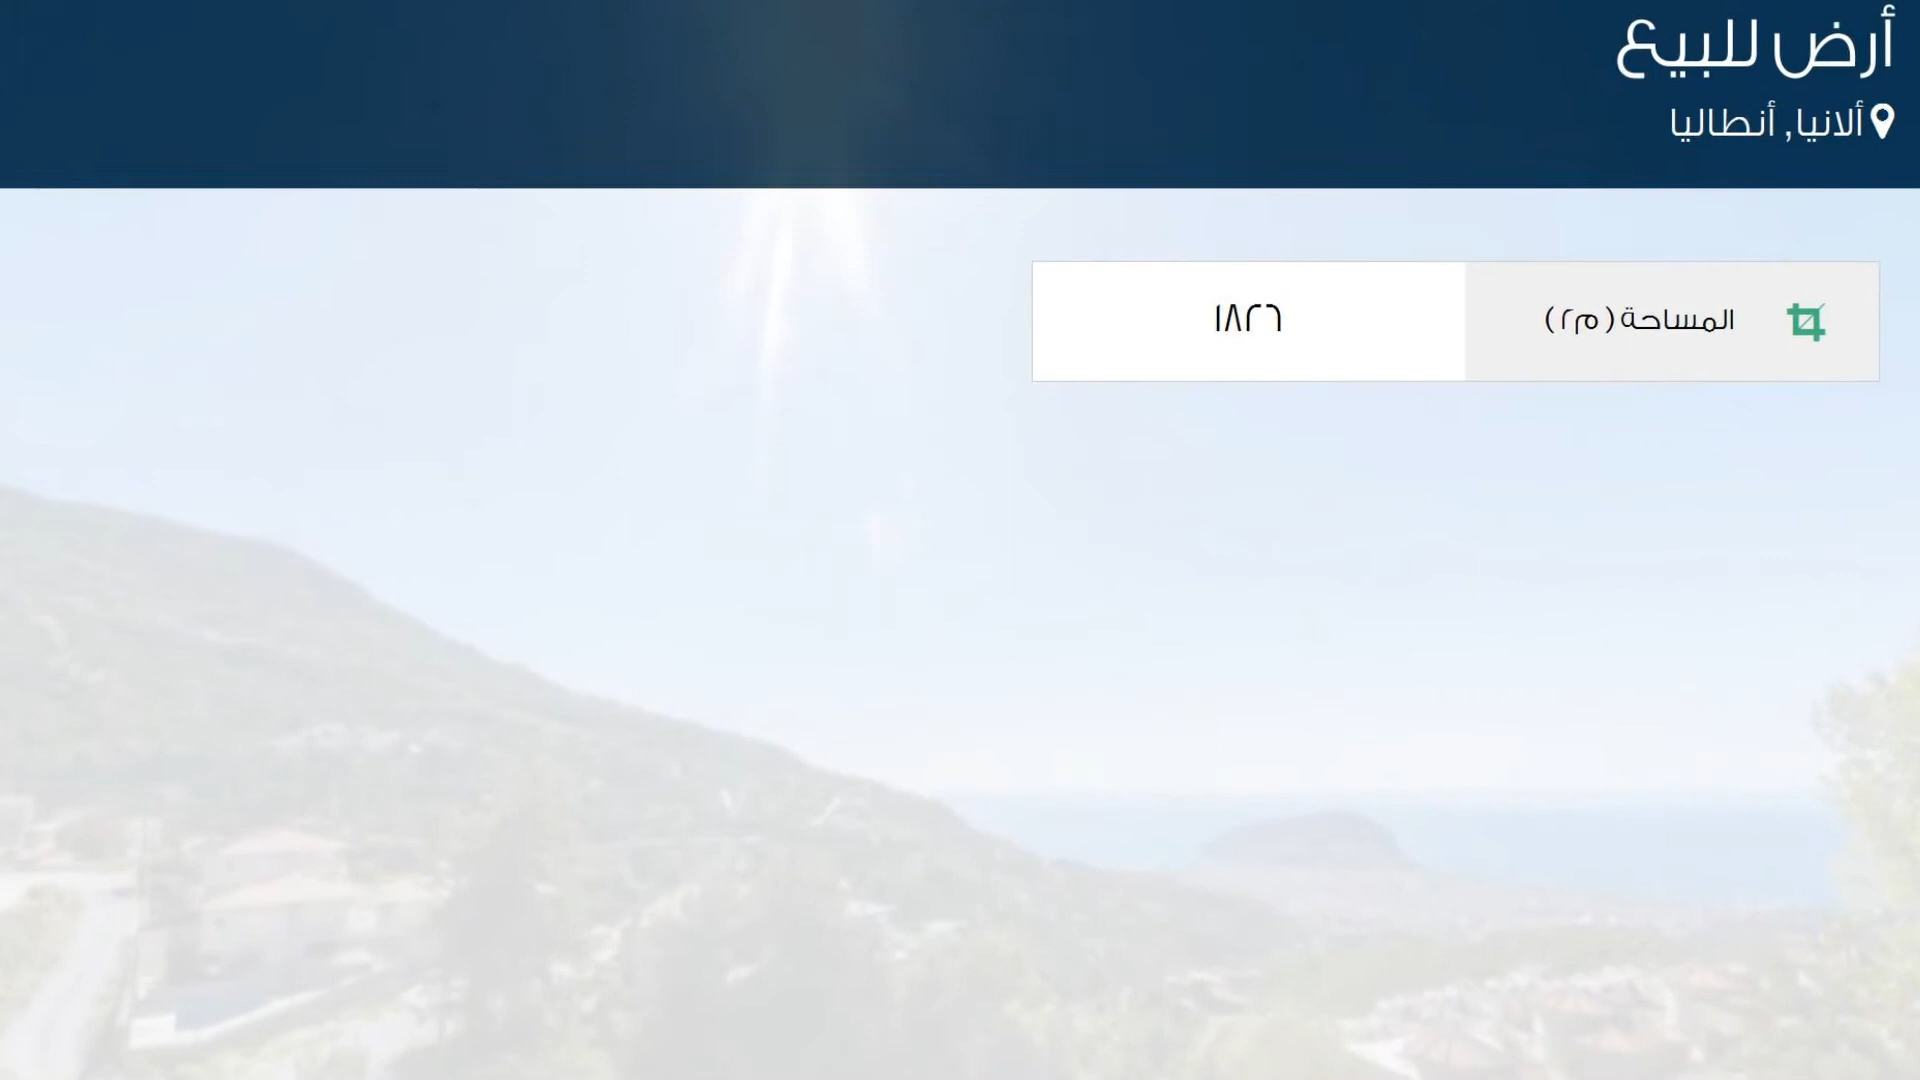 أرض للبيع
ألانيا, أنطاليا
المساحة (م٢)
١٨٢٦